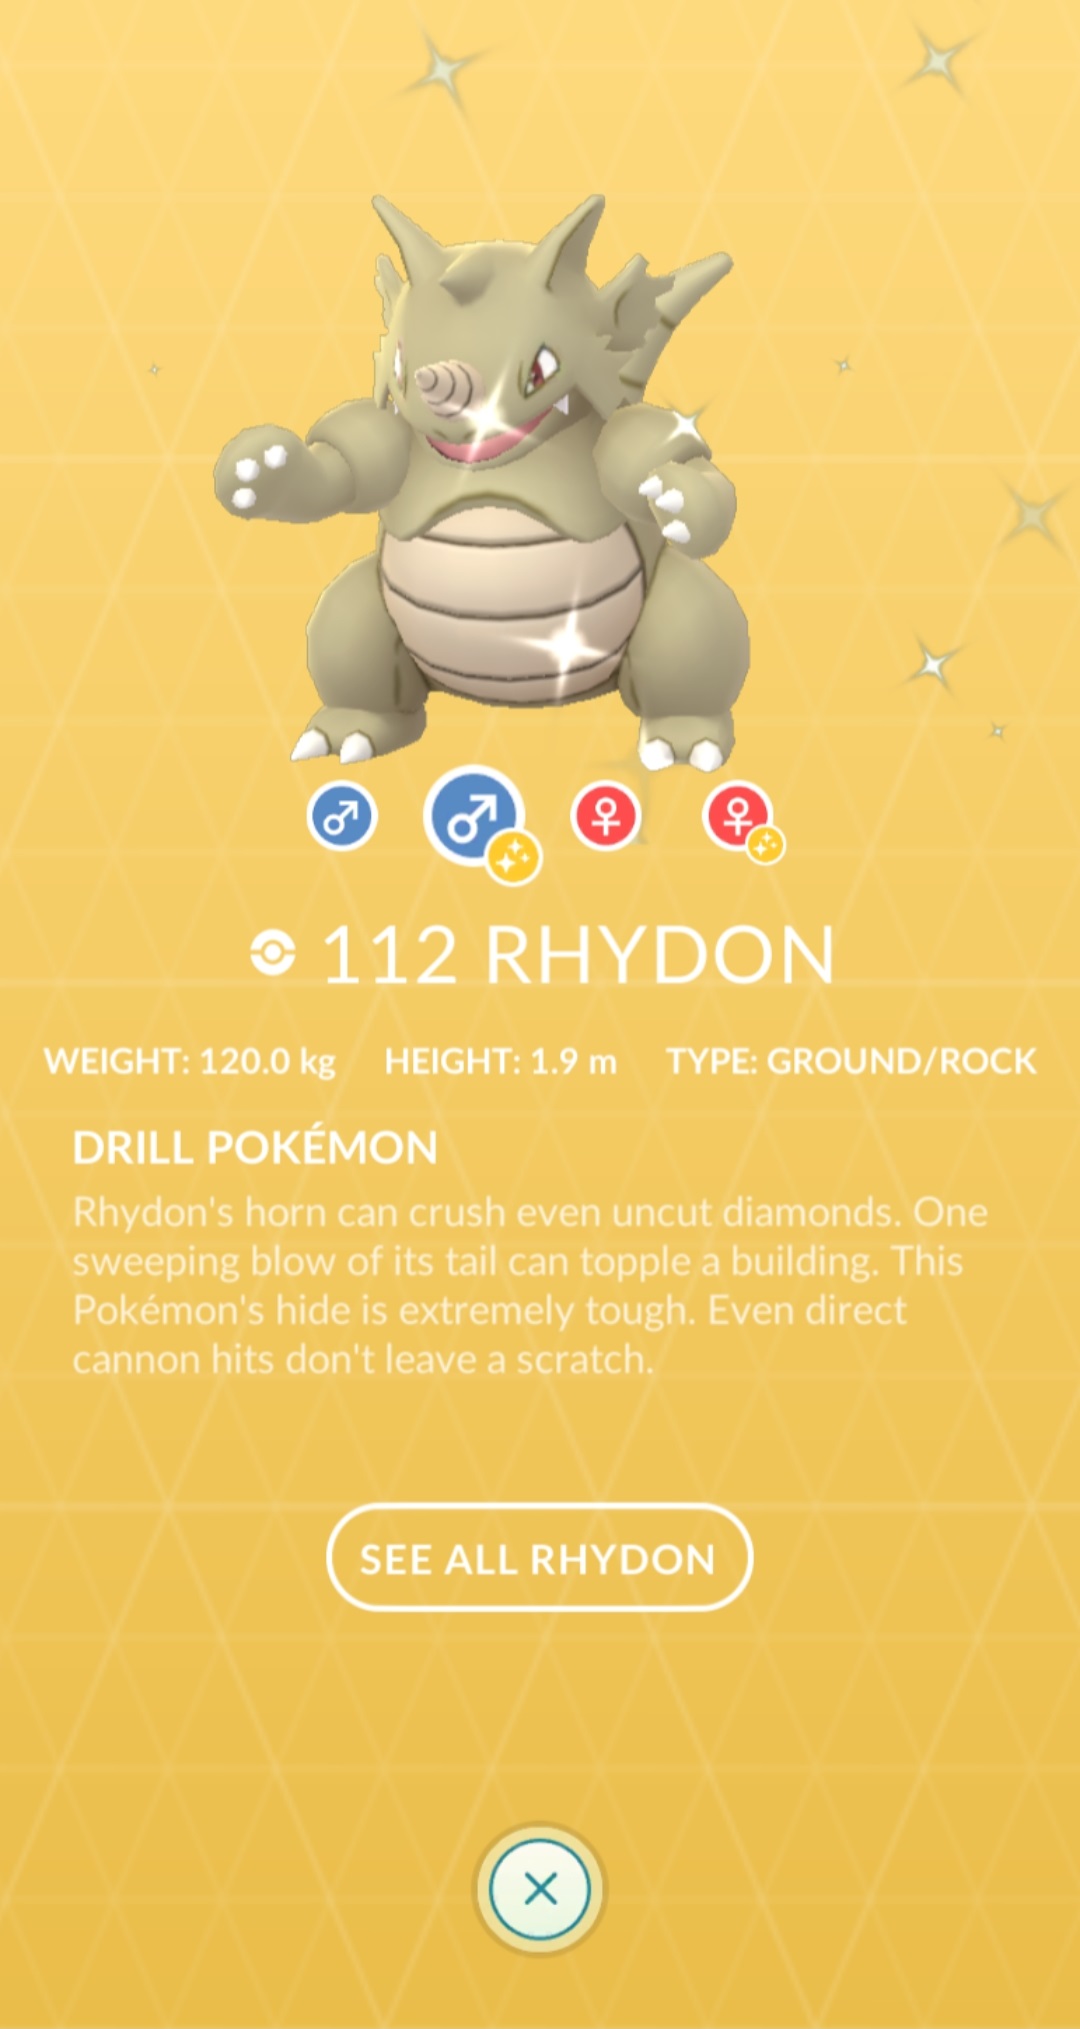 112 RHYDON
WEIGHT: 120.0 kg HEIGHT: 1.9 m TYPE: GROUND/ROCK
DRILL POKÉMON
Rhydon's horn can crush even uncut diamonds. One
sweeping blow of its tail can topple a building. This
Pokémon's hide is extremely tough. Even direct
cannon hits don't leave a scratch.
SEE ALL RHYDON